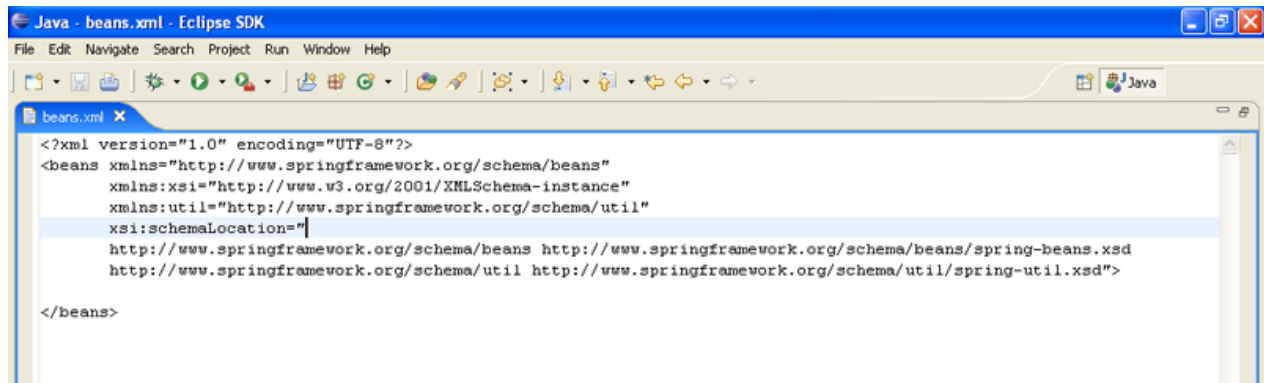 Java - beans.xml - Eclipse SDK
File Edit Navigate Search Project Run Window Help
Java
beans.xml
<?xml version="1.0" encoding="UTF-8"?>
<beans xmlns="http://www.springframework.org/schema/beans"
xmlns:xsi="http://www.w3.org/2001/XMLSchema-instance"
xmlns:util="http://www.springframework.org/schema/util"
xsi:schemaLocation="
http://www.springframework.org/schema/beans http://www.springframework.org/schema/beans/spring-beans.xsd
http://www.springframework.org/schema/util http://www.springframework.org/schema/util/spring-util.xsd">
</beans>